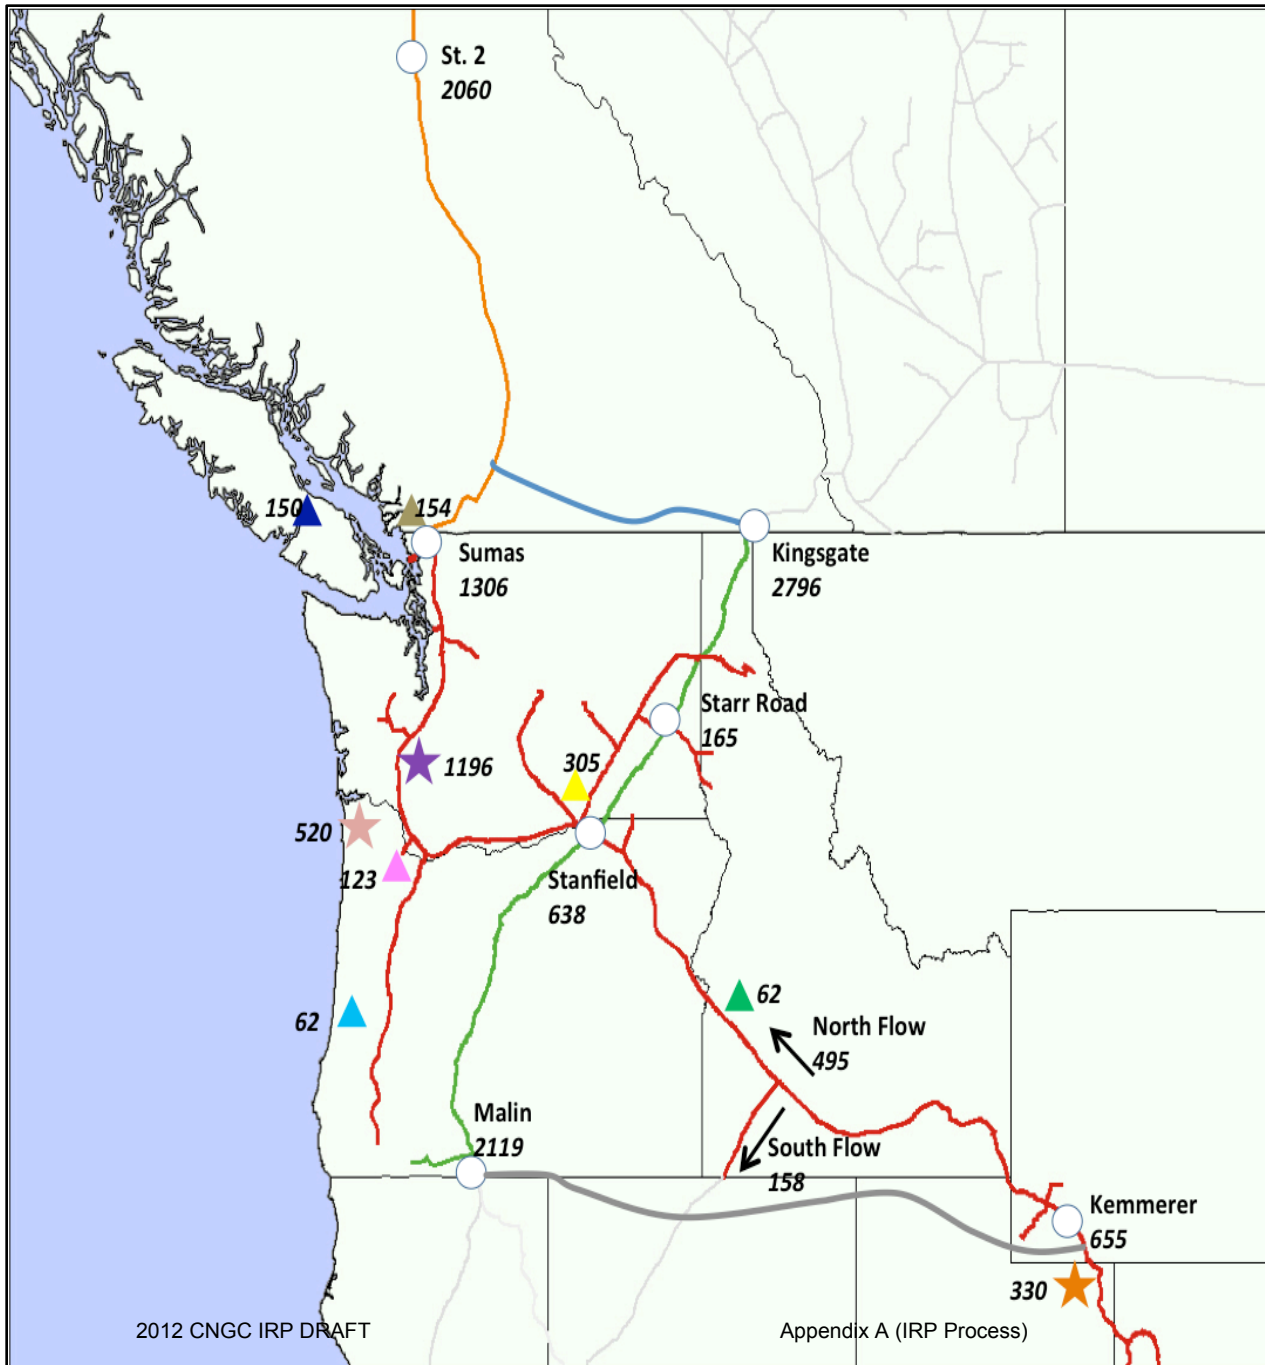 St. 2
2060
150
154
Sumas
1306
Kingsgate
2796
Starr Road
165
305
1196
520
123
Stanfield
638
62
62
North Flow
495
Malin
2119
South Flow
158
Kemmerer
655
330
2012 CNGC IRP DRAFT
Appendix A (IRP Process)